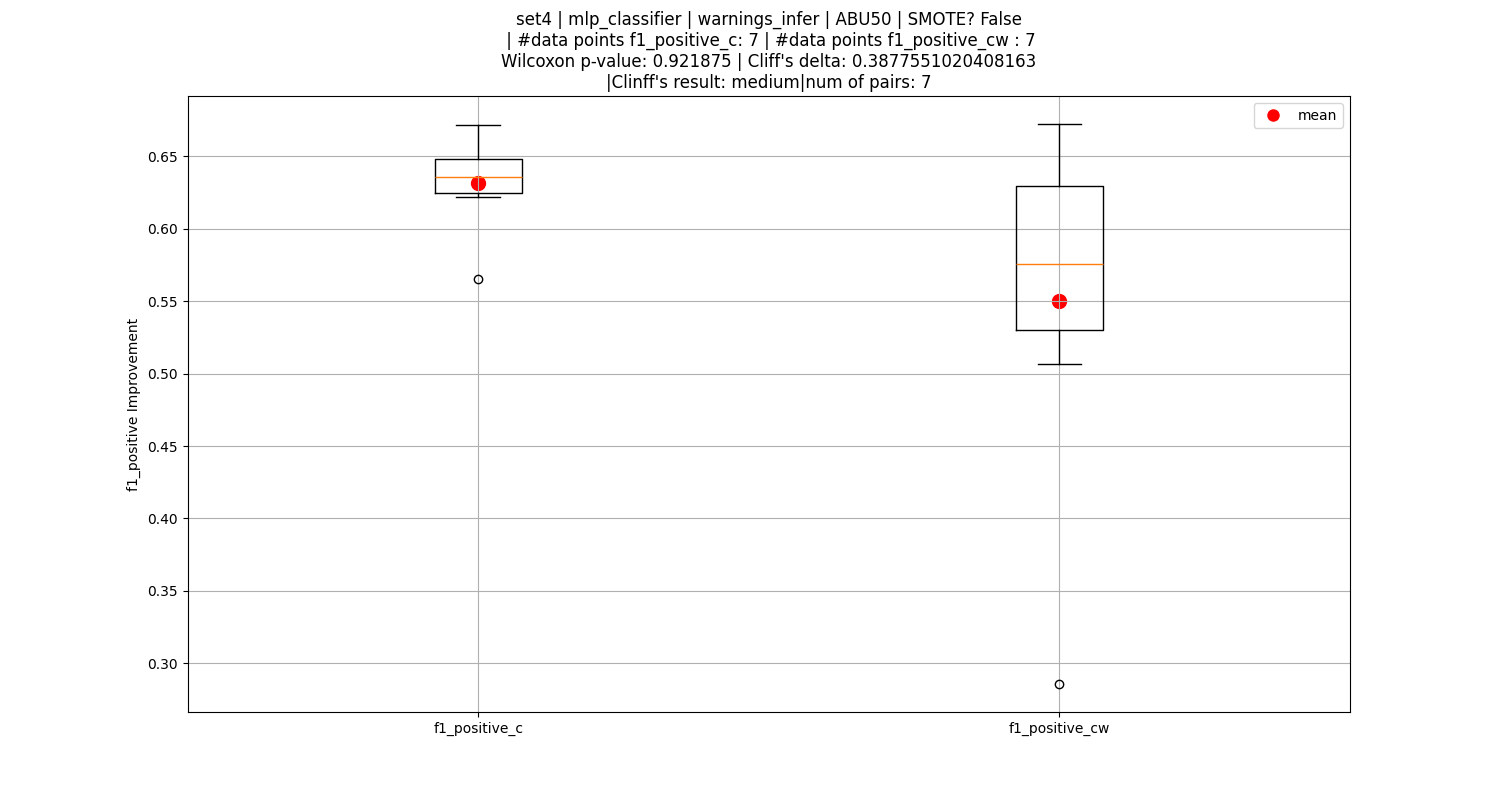 set4 | mlp_classifier | warnings_infer | ABU50 | SMOTE? False
| #data points f1_positive_c: 7 | #data points f1_positive_cw : 7
Wilcoxon p-value: 0.921875 | Cliff's delta: 0.3877551020408163
|Clinff's result: medium|num of pairs: 7
mean
0.65
0.60
0.55
0.50
0.45
0.40
0.35
0.30
f1_positive Improvement
f1_positive_c
f1_positive_cw